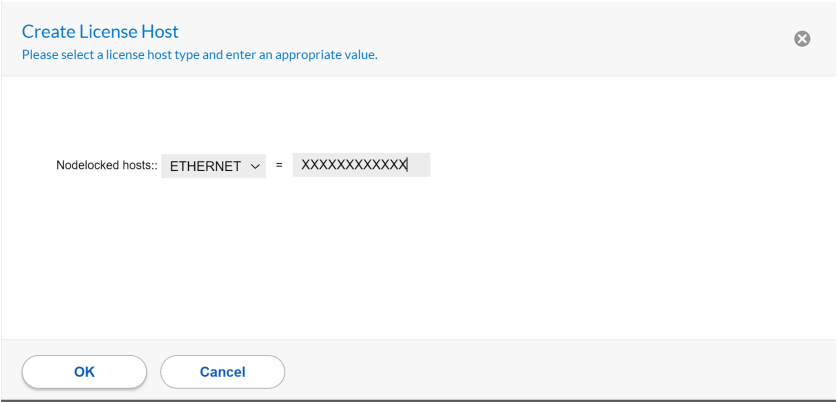 Create License Host
Please select a license host type and enter an appropriate value.
Nodelocked hosts:: ETHERNET = XXXXXXXXXXXX
OK Cancel